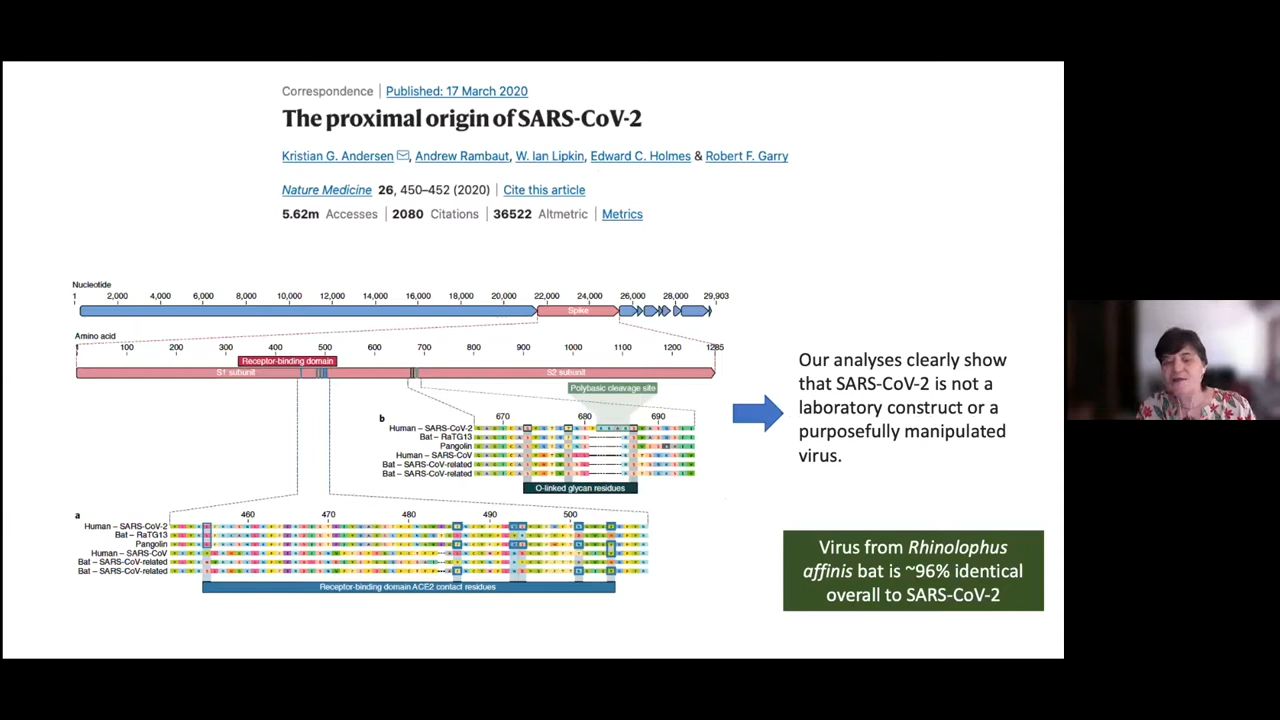 Correspondence | Published: 17 March 2020
The proximal origin of SARS-CoV-2
Kristian G. Andersen, Andrew Rambaut, W. Ian Lipkin, Edward C. Holmes & Robert F. Garry
Nature Medicine 26, 450–452 (2020) | Cite this article
5.62m Accesses | 2080 Citations | 36522 Altmetric | Metrics
Nucleotide
1 2,000 4,000 6,000 8,000 10,000 12,000 14,000 16,000 18,000 20,000 22,000 24,000 26,000 28,000 29,903
Spike
Amino acid
1 100 200 300 400 500 600 700 800 900 1000 1100 1200 1285
Receptor-binding domain
S1 subunit S2 subunit
Polybasic cleavage site
b 670 680 690
Human – SARS-CoV-2
Bat – RaTG13
Pangolin
Human – SARS-CoV
Bat – SARS-CoV-related
Bat – SARS-CoV-related
O-linked glycan residues
a 460 470 480 490 500
Human – SARS-CoV-2
Bat – RaTG13
Pangolin
Human – SARS-CoV
Bat – SARS-CoV-related
Bat – SARS-CoV-related
Receptor-binding domain ACE2 contact residues
Our analyses clearly show
that SARS-CoV-2 is not a
laboratory construct or a
purposefully manipulated
virus.
Virus from Rhinolophus
affinis bat is ~96% identical
overall to SARS-CoV-2